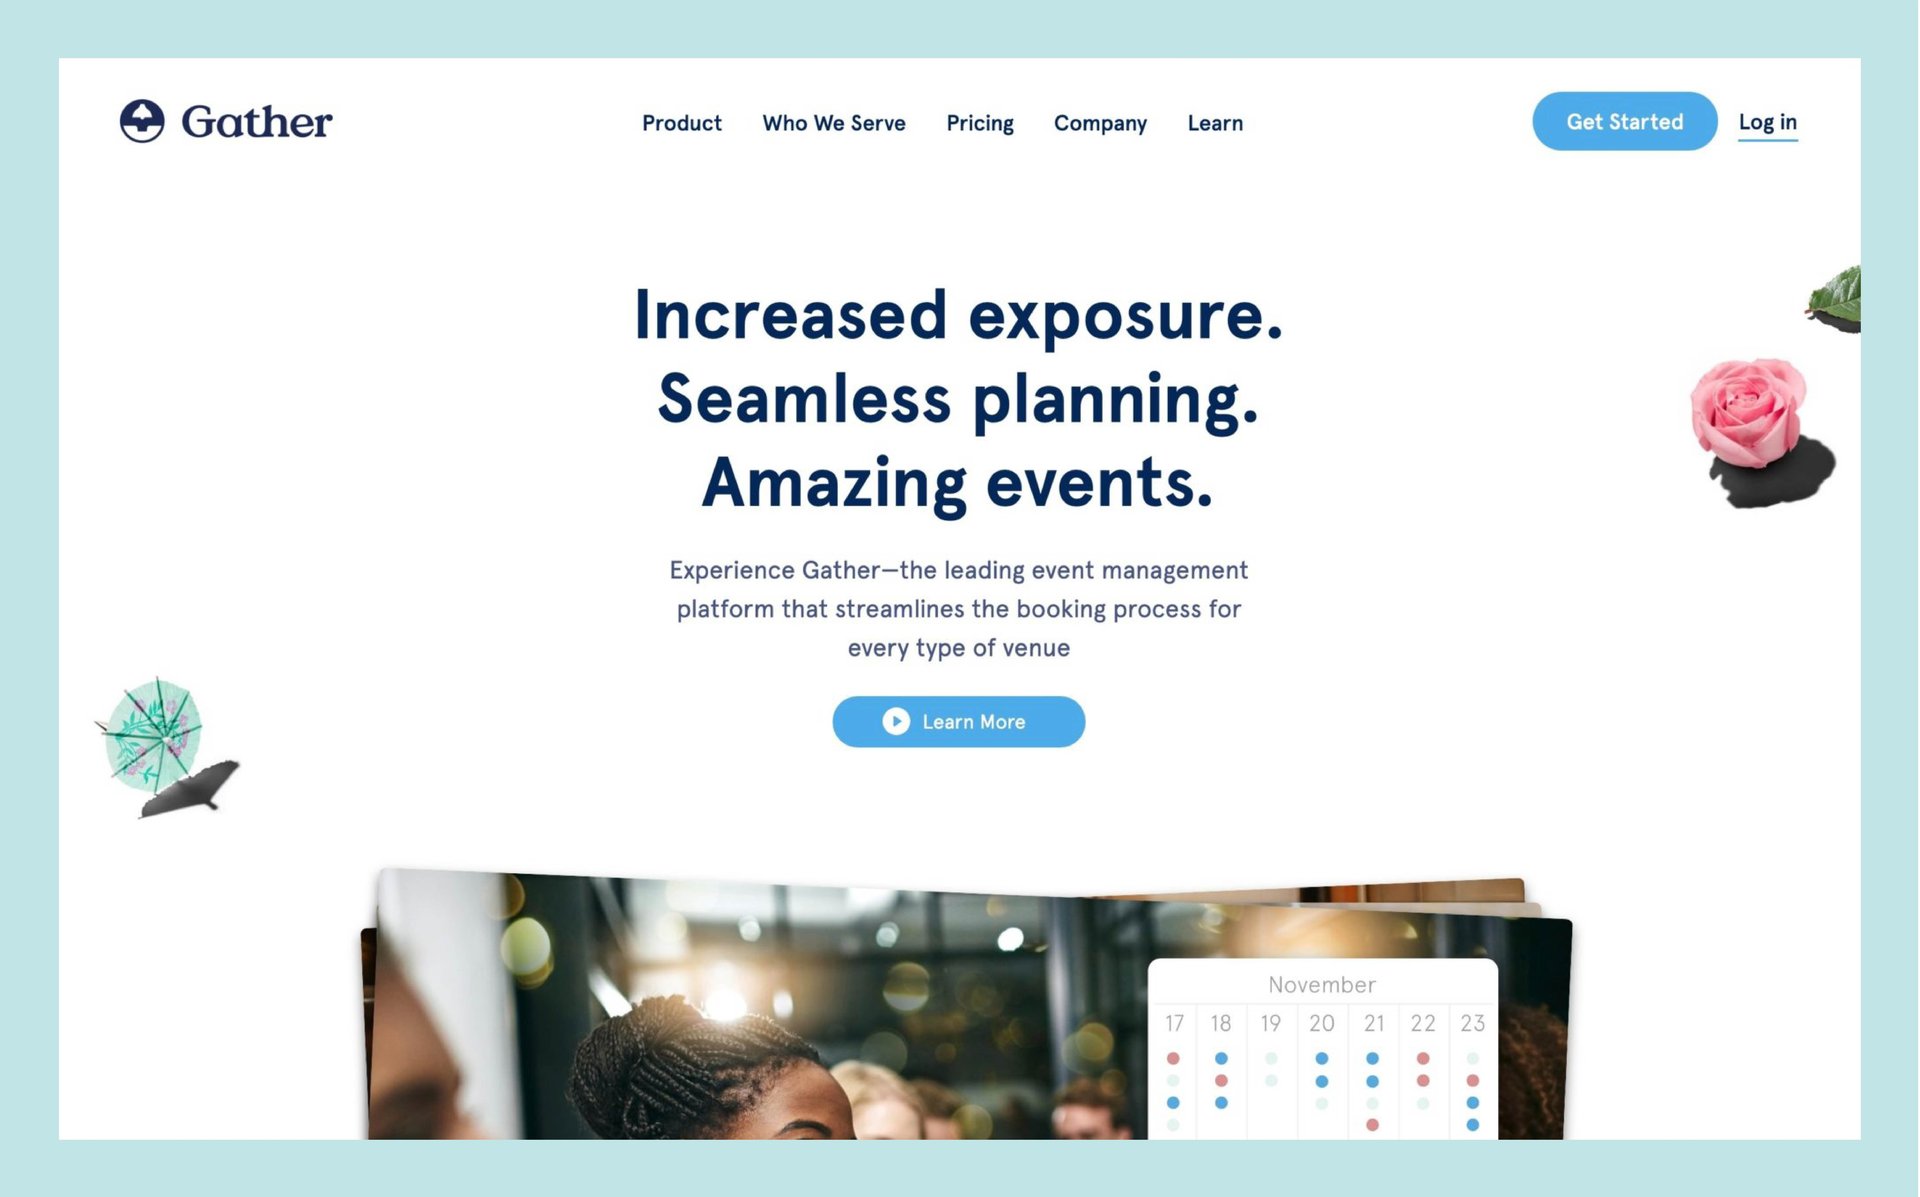 Gather
Product Who We Serve Pricing Company Learn
Get Started Log in
Increased exposure.
Seamless planning.
Amazing events.
Experience Gather—the leading event management
platform that streamlines the booking process for
every type of venue
Learn More
November
17 18 19 20 21 22 23